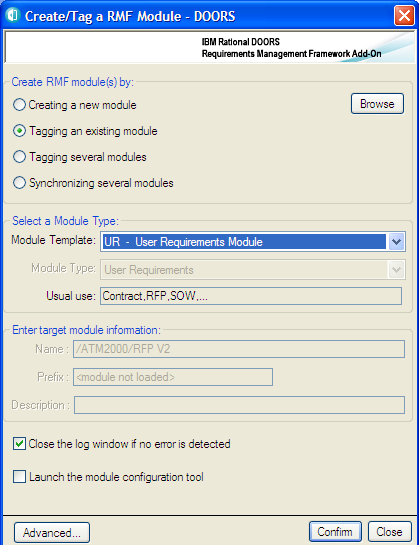 Create/Tag a RMF Module - DOORS
IBM Rational DOORS
Requirements Management Framework Add-On
Create RMF module(s) by:
Creating a new module
Browse
Tagging an existing module
Tagging several modules
Synchronizing several modules
Select a Module Type:
Module Template: UR - User Requirements Module
Module Type: User Requirements
Usual use: Contract,RFP,SOW,...
Enter target module information:
Name : /ATM2000/RFP V2
Prefix : <module not loaded>
Description :
Close the log window if no error is detected
Launch the module configuration tool
Advanced... Confirm Close